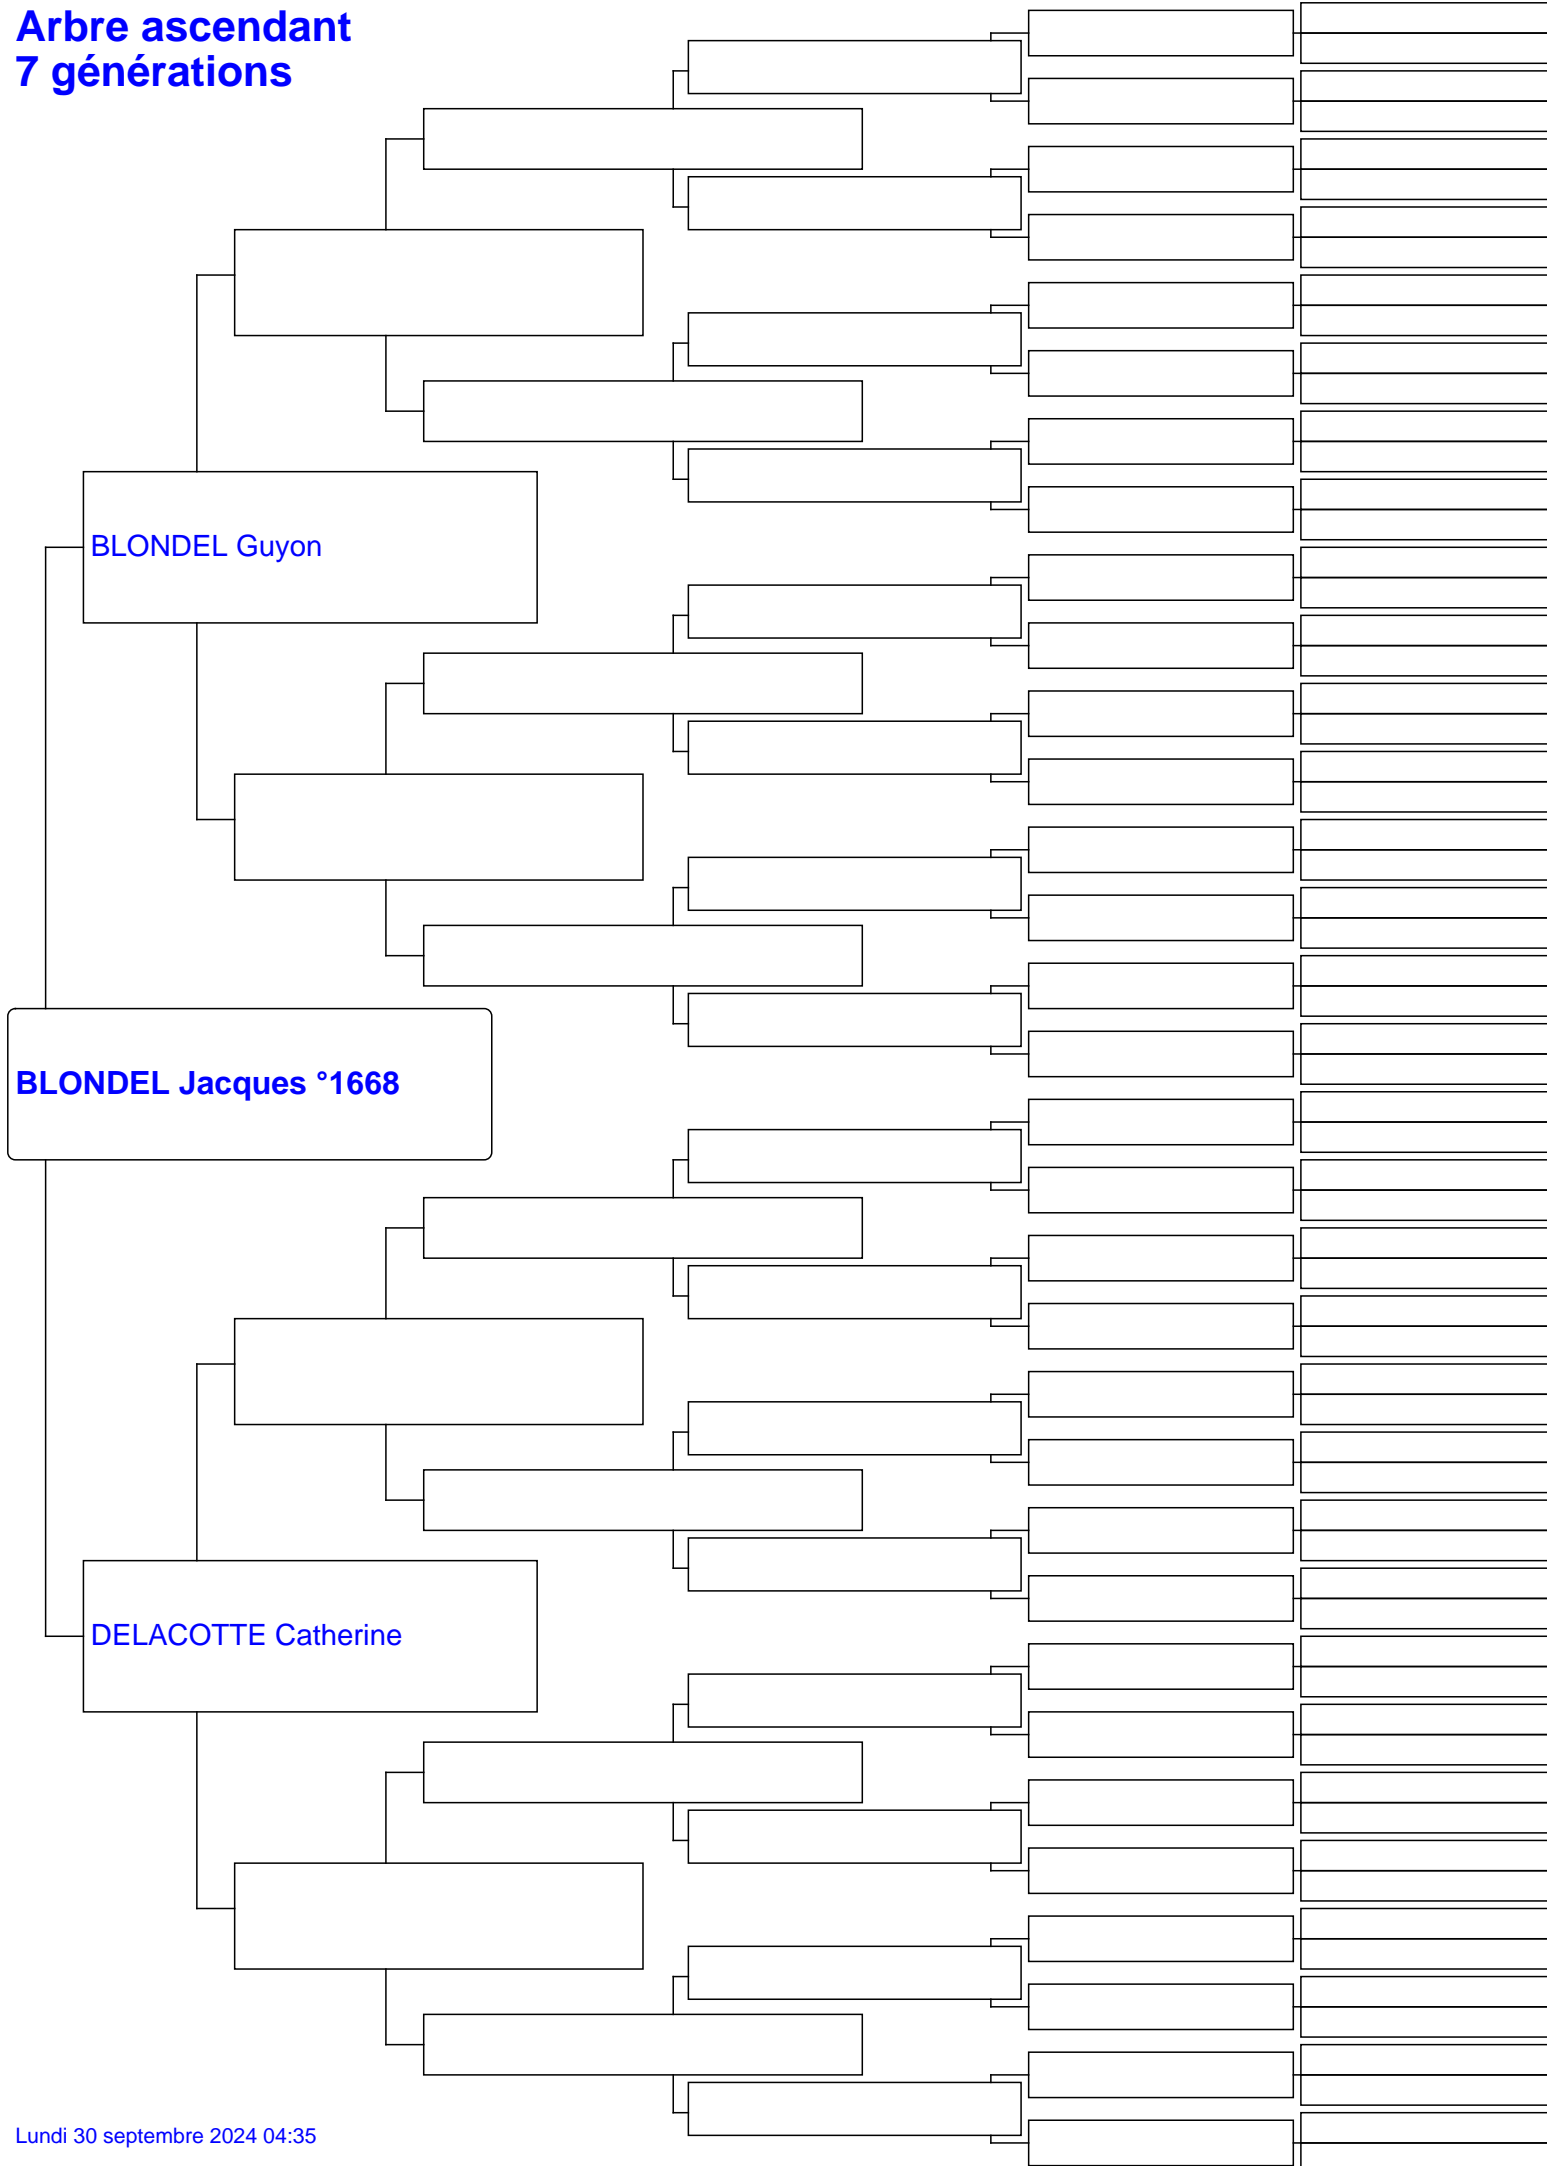 Arbre ascendant
7 générations
BLONDEL Guyon
BLONDEL Jacques °1668
DELACOTTE Catherine
Lundi 30 septembre 2024 04:35